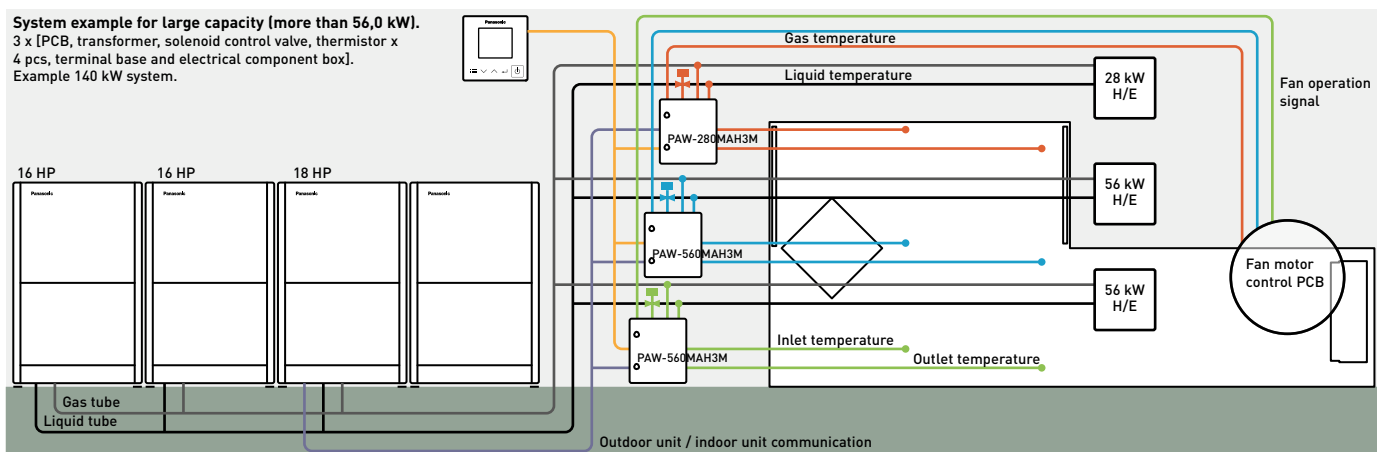 System example for large capacity (more than 56,0 kW).
3 x [PCB, transformer, solenoid control valve, thermistor x
4 pcs, terminal base and electrical component box].
Example 140 kW system.
Panasonic
Gas temperature
Liquid temperature
28 kW
H/E
Fan operation
signal
PAW-280MAH3M
16 HP
16 HP
18 HP
Panasonic
Panasonic
Panasonic
Panasonic
56 kW
H/E
PAW-560MAH3M
Fan motor
control PCB
56 kW
H/E
PAW-560MAH3M
Inlet temperature
Outlet temperature
Gas tube
Liquid tube
Outdoor unit / indoor unit communication